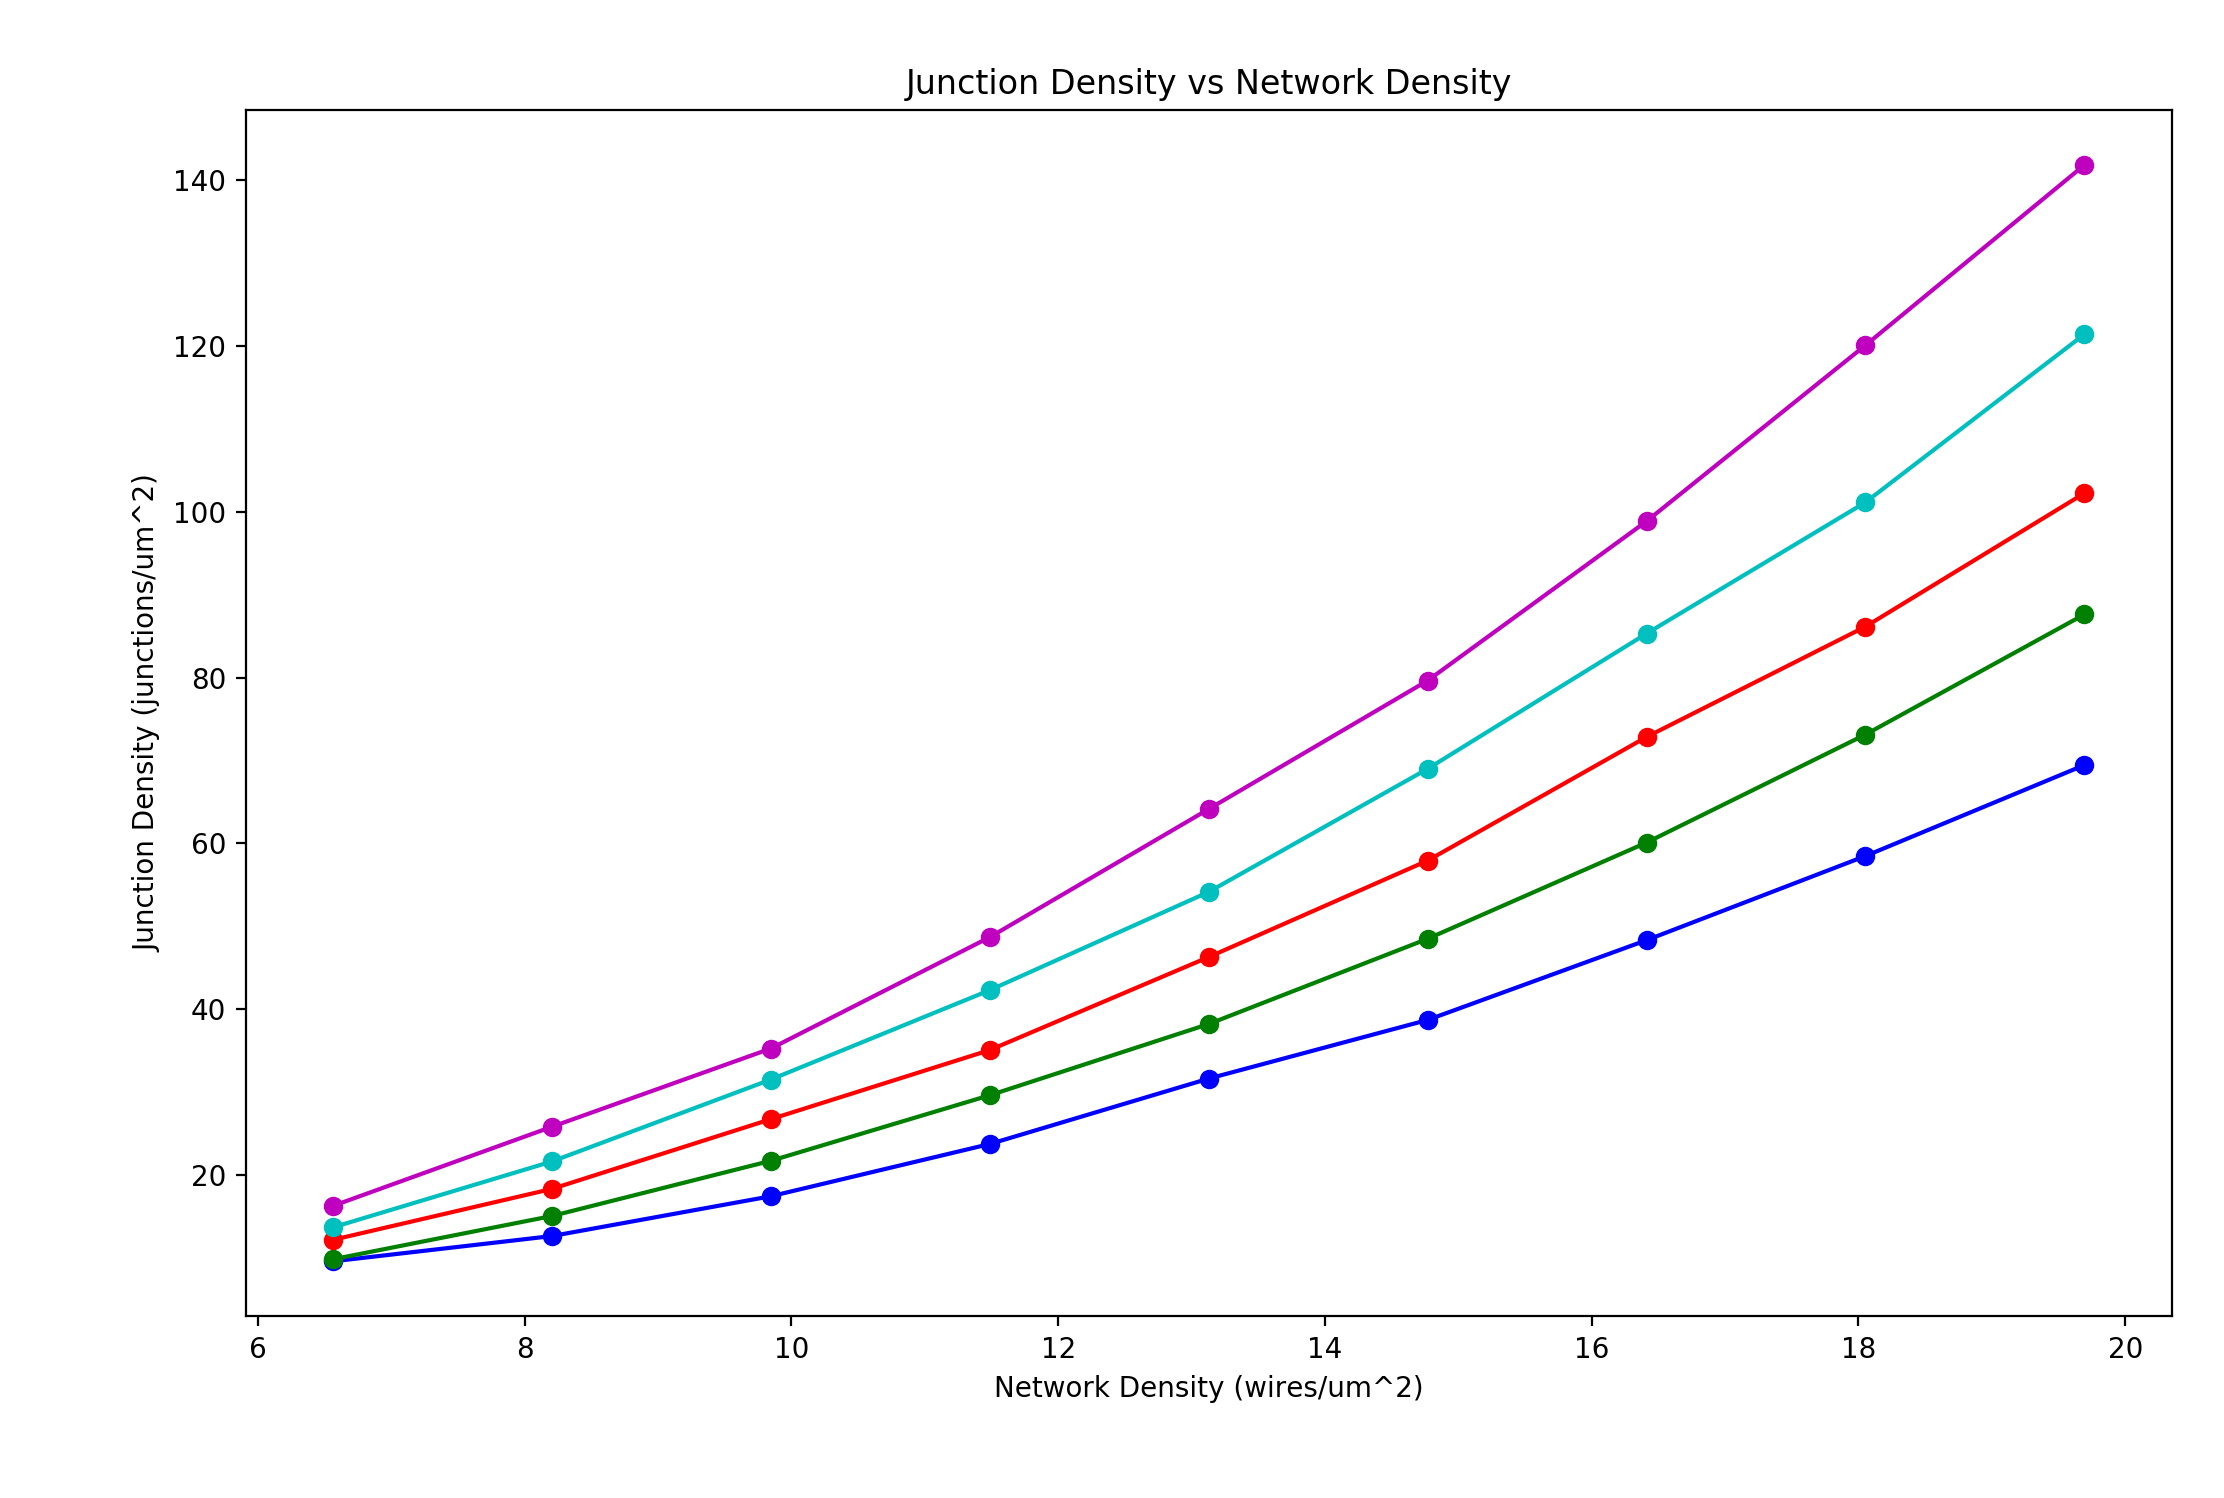 Junction Density vs Network Density
140
120
100
80
60
40
20
Junction Density (junctions/um^2)
6 8 10 12 14 16 18 20
Network Density (wires/um^2)